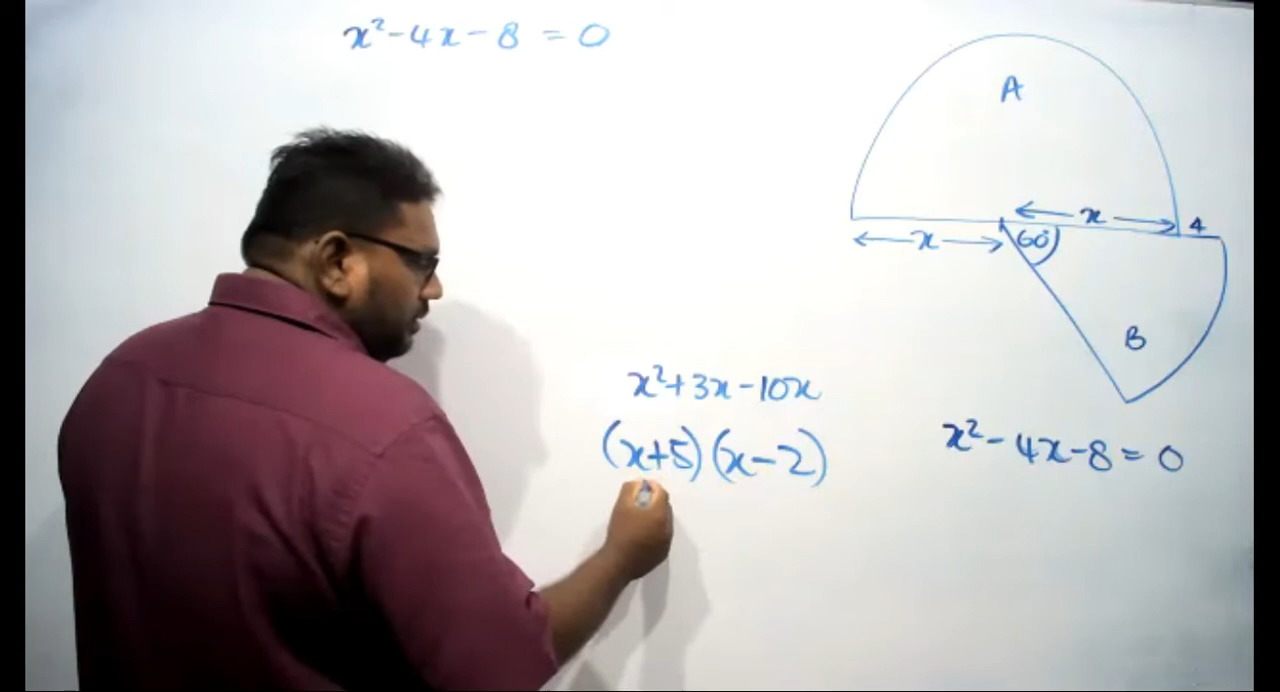 x²-4x-8=0
A
x 4
x 60°
B
x²+3x-10x
(x+5)(x-2)
x²-4x-8=0